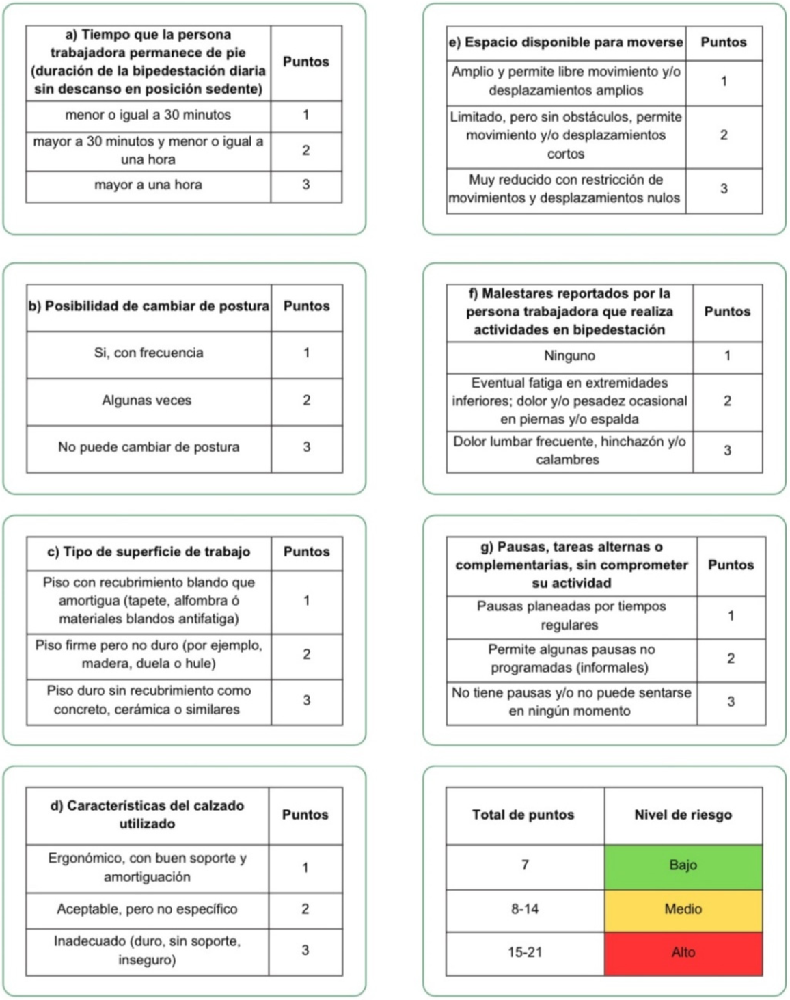 a) Tiempo que la persona
trabajadora permanece de pie
(duración de la bipedestación diaria
sin descanso en posición sedente)
Puntos
menor o igual a 30 minutos
1
mayor a 30 minutos y menor o igual a
una hora
2
mayor a una hora
3
b) Posibilidad de cambiar de postura
Puntos
Si, con frecuencia
1
Algunas veces
2
No puede cambiar de postura
3
c) Tipo de superficie de trabajo
Puntos
Piso con recubrimiento blando que
amortigua (tapete, alfombra ó
materiales blandos antifatiga)
1
Piso firme pero no duro (por ejemplo,
madera, duela o hule)
2
Piso duro sin recubrimiento como
concreto, cerámica o similares
3
d) Características del calzado
utilizado
Puntos
Ergonómico, con buen soporte y
amortiguación
1
Aceptable, pero no específico
2
Inadecuado (duro, sin soporte,
inseguro)
3
e) Espacio disponible para moverse
Puntos
Amplio y permite libre movimiento y/o
desplazamientos amplios
1
Limitado, pero sin obstáculos, permite
movimiento y/o desplazamientos
cortos
2
Muy reducido con restricción de
movimientos y desplazamientos nulos
3
f) Malestares reportados por la
persona trabajadora que realiza
actividades en bipedestación
Puntos
Ninguno
1
Eventual fatiga en extremidades
inferiores; dolor y/o pesadez ocasional
en piernas y/o espalda
2
Dolor lumbar frecuente, hinchazón y/o
calambres
3
g) Pausas, tareas alternas o
complementarias, sin comprometer
su actividad
Puntos
Pausas planeadas por tiempos
regulares
1
Permite algunas pausas no
programadas (informales)
2
No tiene pausas y/o no puede sentarse
en ningún momento
3
Total de puntos
Nivel de riesgo
7
Bajo
8-14
Medio
15-21
Alto